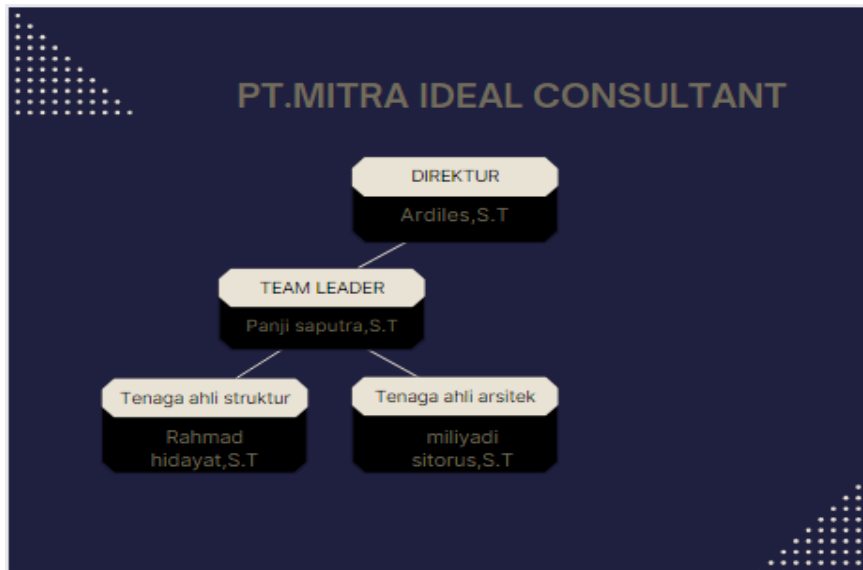 PT.MITRA IDEAL CONSULTANT
DIREKTUR
Ardiles,S.T
TEAM LEADER
Panji saputra,S.T
Tenaga ahli struktur
Rahmad
hidayat,S.T
Tenaga ahli arsitek
miliyadi
sitorus,S.T